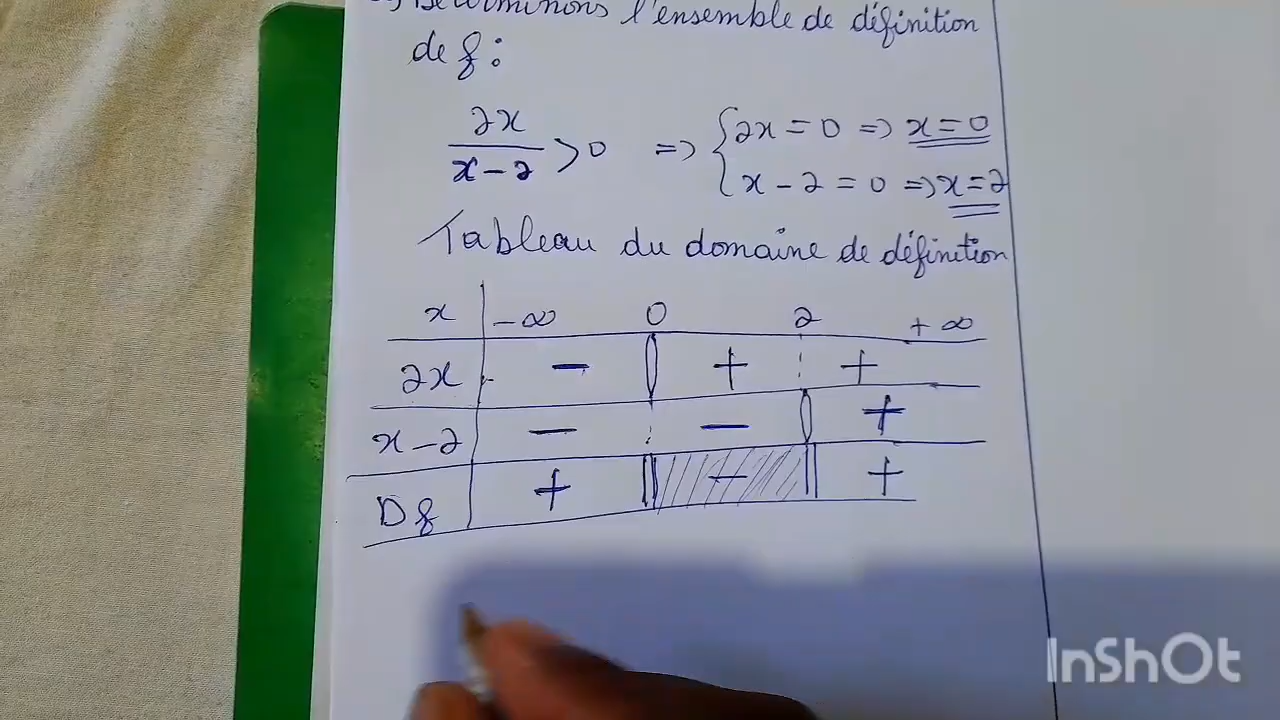 Déterminons l'ensemble de définition
de f :
2x / x-2 > 0 => { 2x = 0 => x = 0
x - 2 = 0 => x = 2
Tableau du domaine de définition
x | -∞ 0 2 +∞
2x | - 0 + +
x-2 | - - 0 +
Df | + || - || +
InShOt